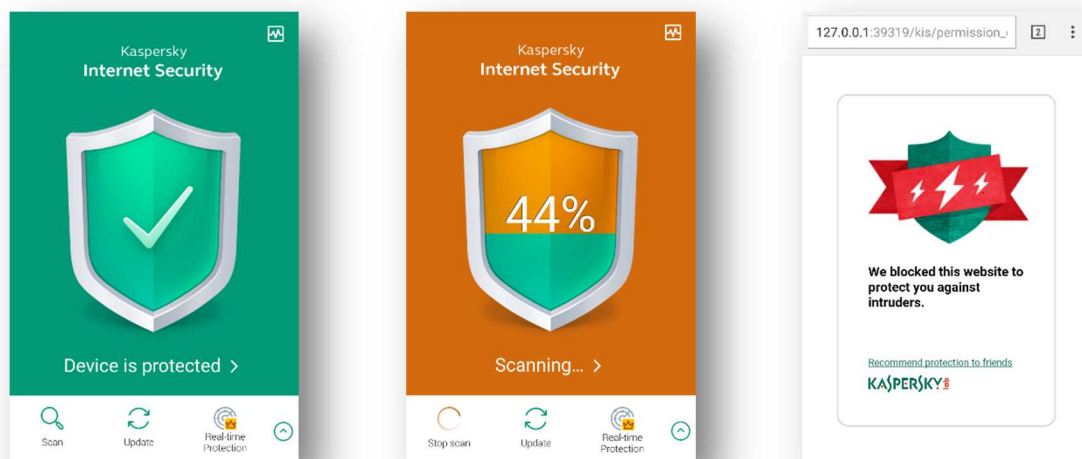 Kaspersky
Internet Security
Device is protected >
Scan
Update
Real-time
Protection
Kaspersky
Internet Security
44%
Scanning... >
Stop scan
Update
Real-time
Protection
127.0.0.1:39319/kis/permission_
2
We blocked this website to
protect you against
intruders.
Recommend protection to friends
KASPERSKY lab